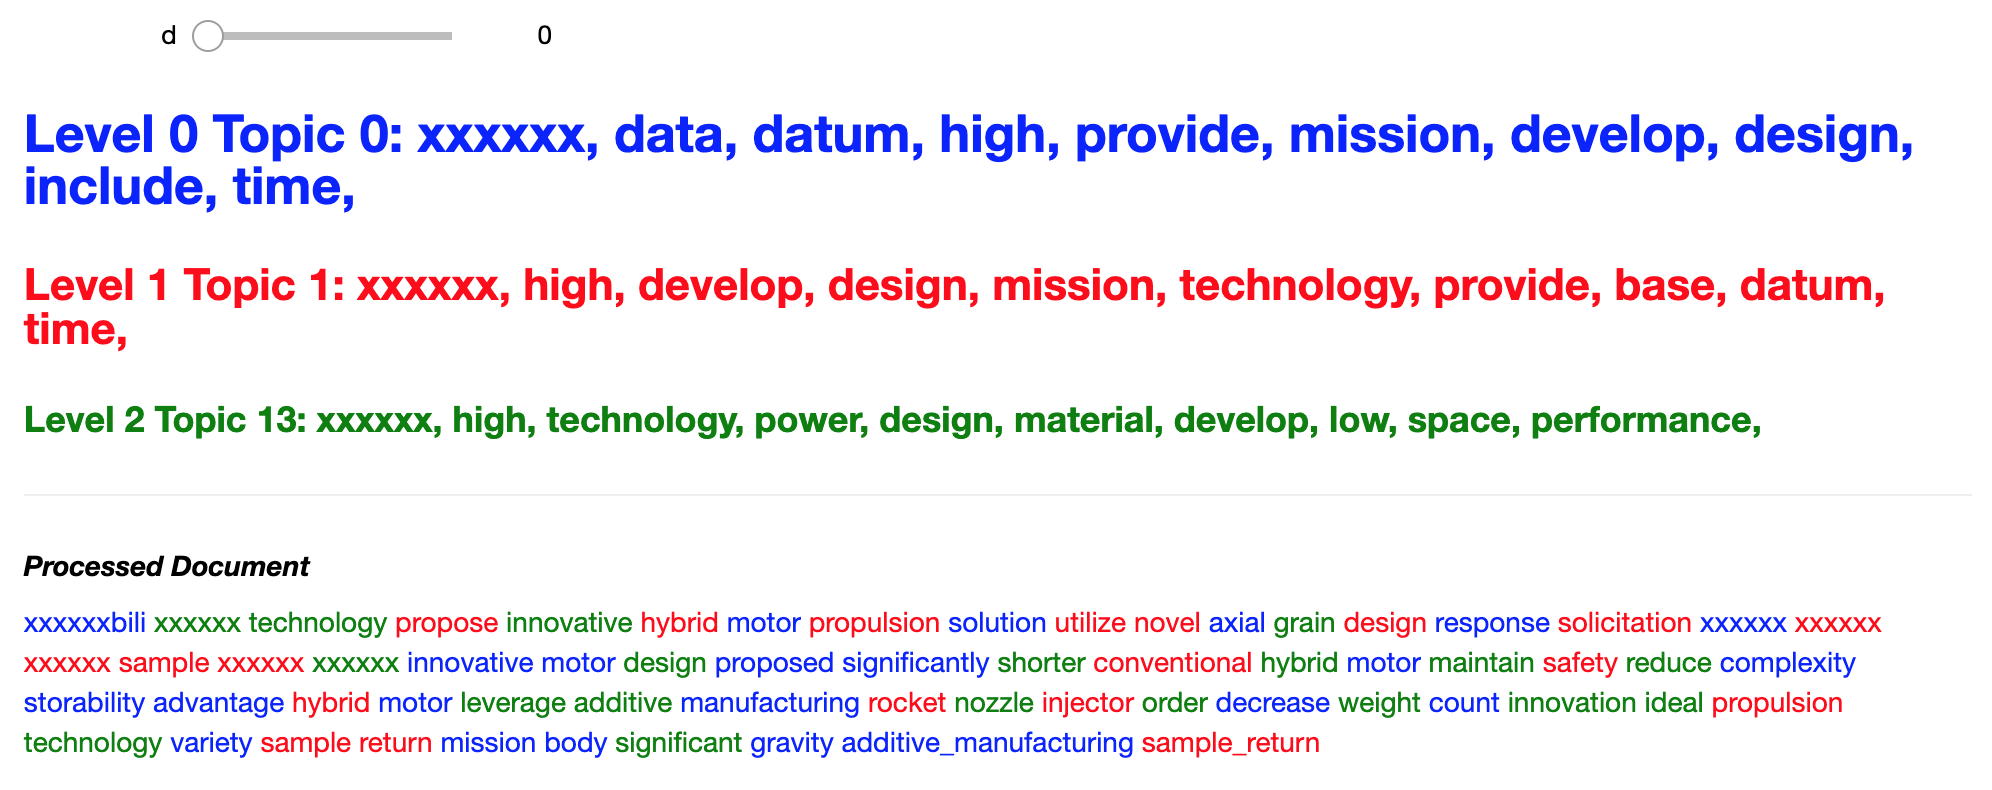 d 0
Level 0 Topic 0: xxxxxx, data, datum, high, provide, mission, develop, design,
include, time,
Level 1 Topic 1: xxxxxx, high, develop, design, mission, technology, provide, base, datum,
time,
Level 2 Topic 13: xxxxxx, high, technology, power, design, material, develop, low, space, performance,
Processed Document
xxxxxxbili xxxxxx technology propose innovative hybrid motor propulsion solution utilize novel axial grain design response solicitation xxxxxx xxxxxx
xxxxxx sample xxxxxx xxxxxx innovative motor design proposed significantly shorter conventional hybrid motor maintain safety reduce complexity
storability advantage hybrid motor leverage additive manufacturing rocket nozzle injector order decrease weight count innovation ideal propulsion
technology variety sample return mission body significant gravity additive_manufacturing sample_return